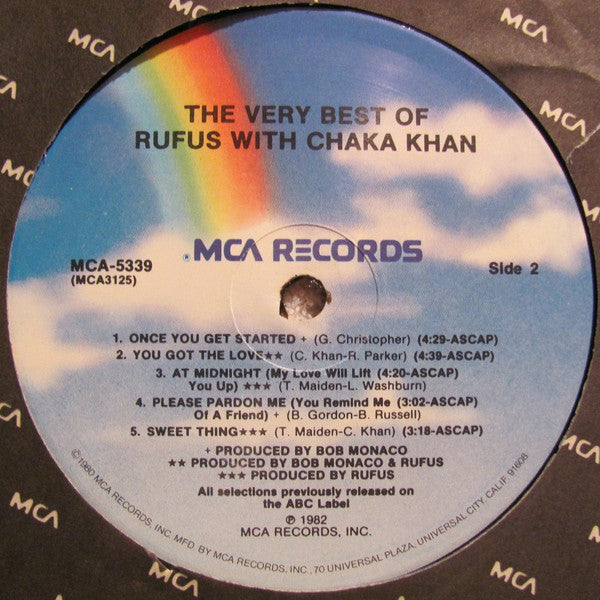 MCA
MCA
MCA
MCA
MCA
MCA
MCA
MCA
THE VERY BEST OF
RUFUS WITH CHAKA KHAN
MCA RECORDS
MCA-5339
(MCA3125)
Side 2
1. ONCE YOU GET STARTED + (G. Christopher) (4:29-ASCAP)
2. YOU GOT THE LOVE★★ (C. Khan-R. Parker) (4:39-ASCAP)
3. AT MIDNIGHT (My Love Will Lift (4:20-ASCAP)
You Up) ★★★ (T. Maiden-L. Washburn)
4. PLEASE PARDON ME (You Remind Me (3:02-ASCAP)
Of A Friend) + (B. Gordon-B. Russell)
5. SWEET THING★★★ (T. Maiden-C. Khan) (3:18-ASCAP)
+ PRODUCED BY BOB MONACO
★★ PRODUCED BY BOB MONACO & RUFUS
★★★ PRODUCED BY RUFUS
All selections previously released on
the ABC Label
℗ 1982
MCA RECORDS, INC.
©1980 MCA RECORDS, INC. MFD. BY MCA RECORDS, INC., 70 UNIVERSAL PLAZA, UNIVERSAL CITY, CALIF. 91608
MCA
MCA
MCA